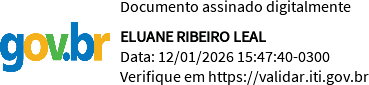 Documento assinado digitalmente
gov.br
ELUANE RIBEIRO LEAL
Data: 12/01/2026 15:47:40-0300
Verifique em https://validar.iti.gov.br